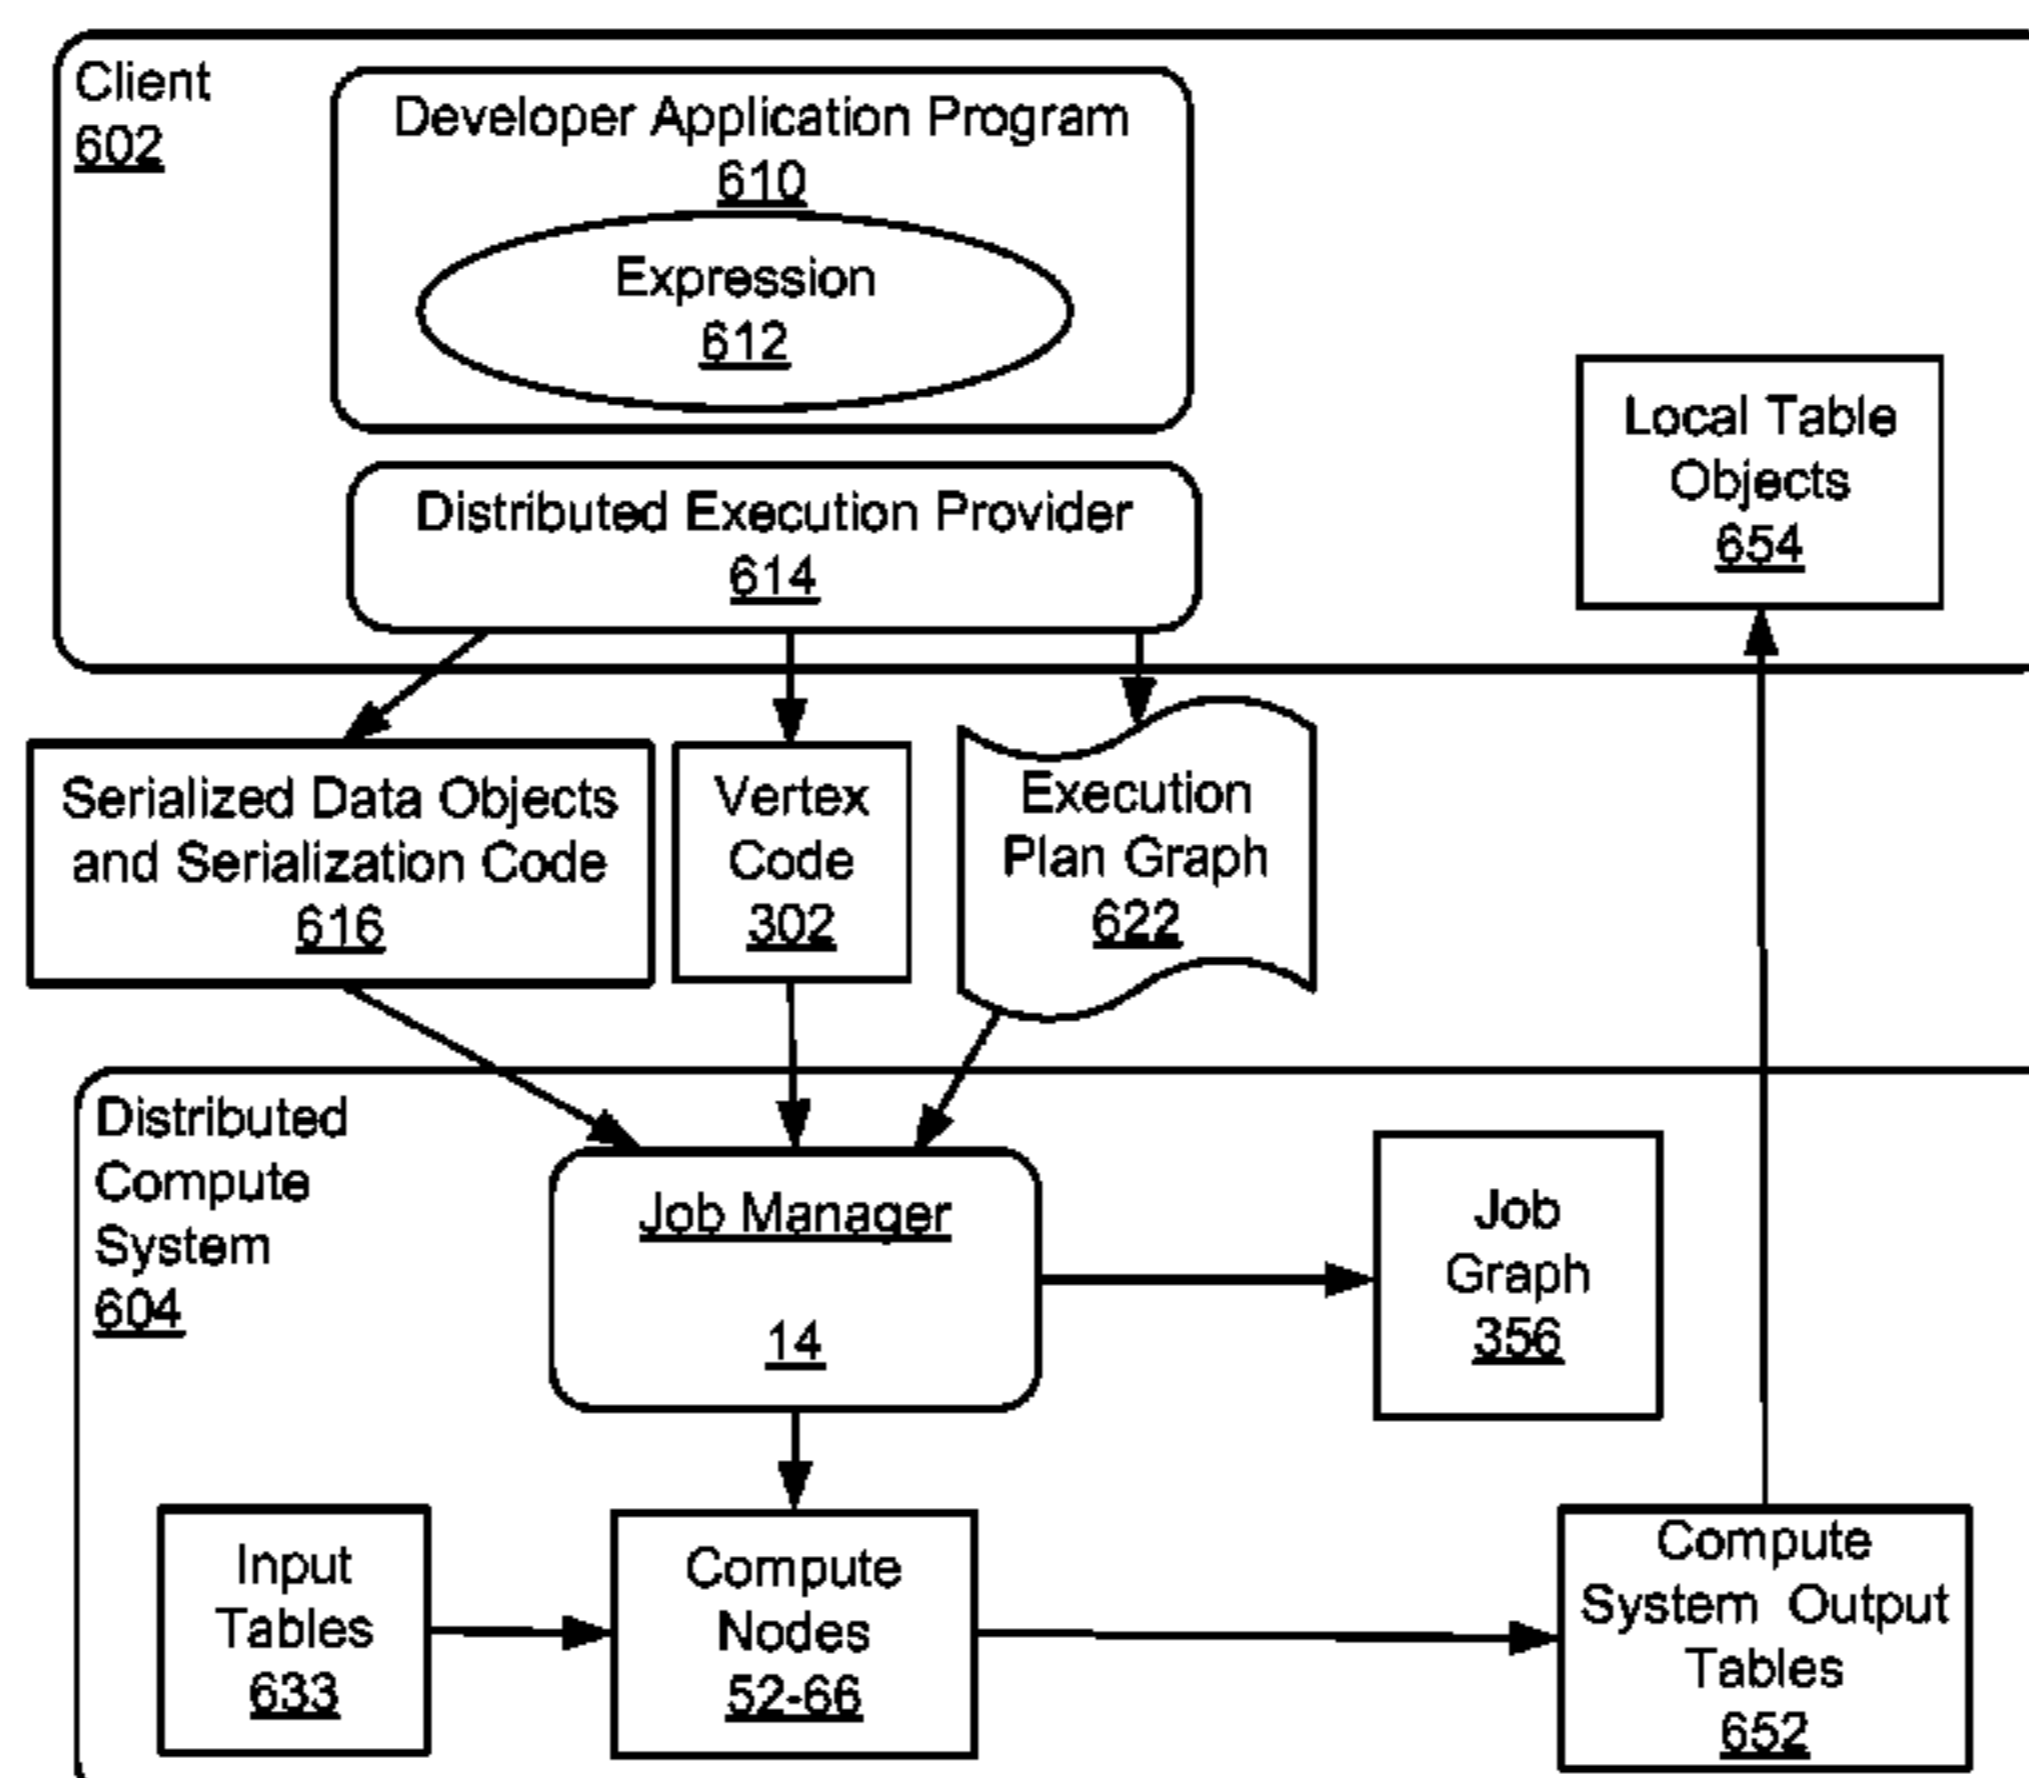 Client
602
Developer Application Program
610
Expression
612
Distributed Execution Provider
614
Local Table
Objects
654
Serialized Data Objects
and Serialization Code
616
Vertex
Code
302
Execution
Plan Graph
622
Distributed
Compute
System
604
Job Manager
14
Job
Graph
356
Input
Tables
633
Compute
Nodes
52-66
Compute
System Output
Tables
652